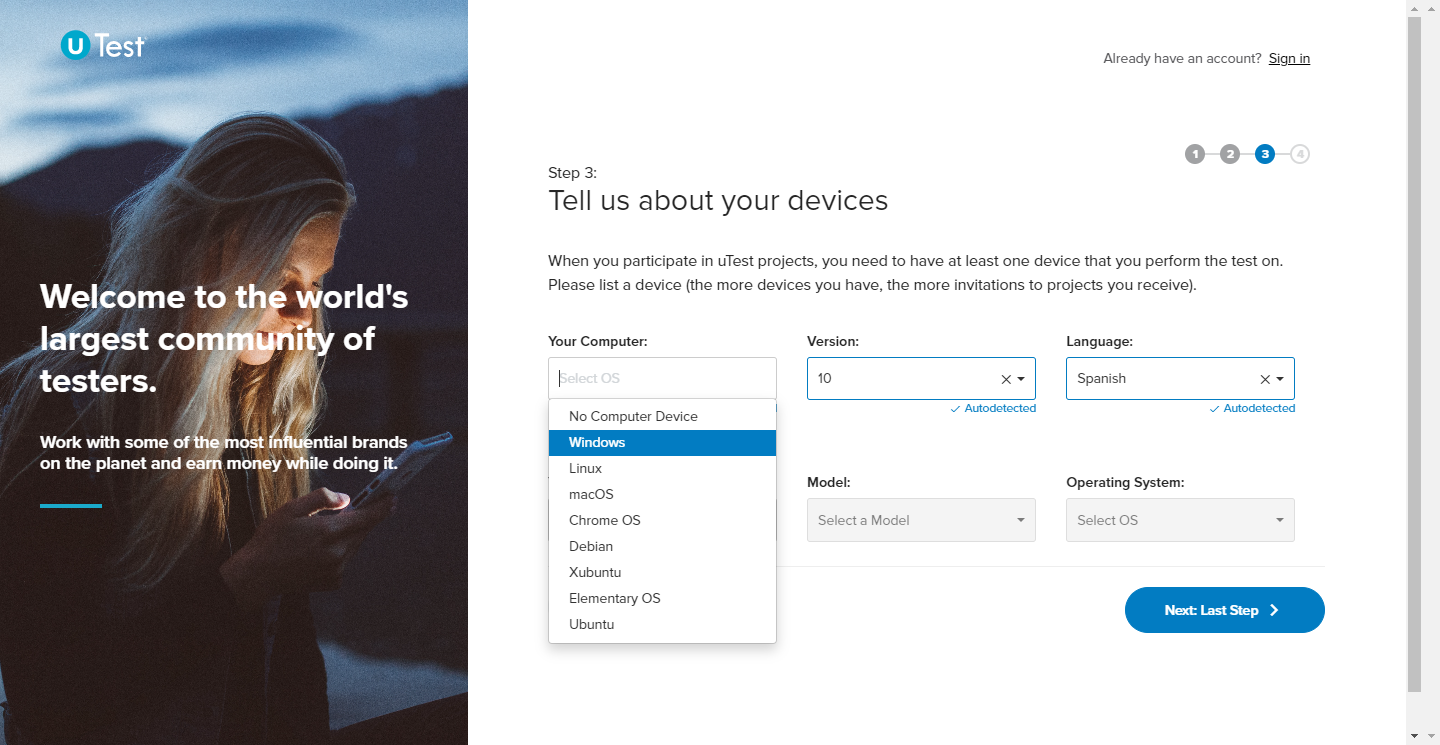 U Test
Already have an account? Sign in
1 2 3 4
Step 3:
Tell us about your devices
When you participate in uTest projects, you need to have at least one device that you perform the test on.
Please list a device (the more devices you have, the more invitations to projects you receive).
Welcome to the world's
largest community of
testers.
Work with some of the most influential brands
on the planet and earn money while doing it.
Your Computer: Version: Language:
Select OS 10 Spanish
Autodetected Autodetected
No Computer Device
Windows
Linux
macOS
Chrome OS
Debian
Xubuntu
Elementary OS
Ubuntu
Model: Operating System:
Select a Model Select OS
Next: Last Step